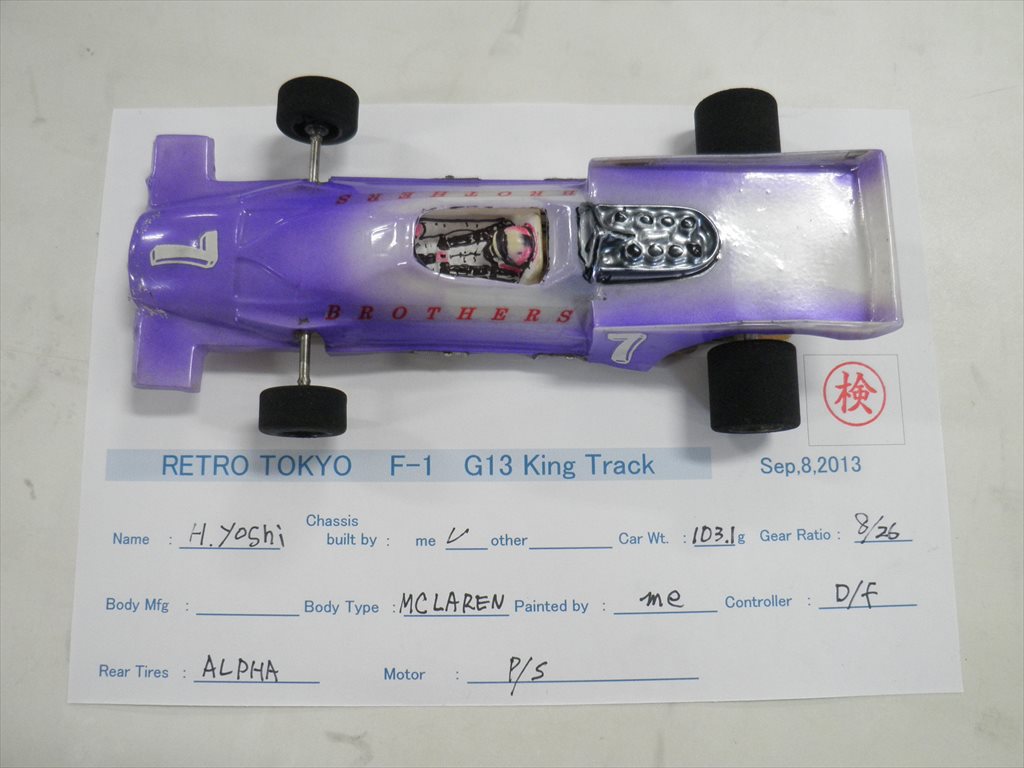 7
BROTHERS
BROTHERS
7
検
RETRO TOKYO F-1 G13 King Track Sep,8,2013
Name : H.Yoshi Chassis built by : me ✓ other Car Wt. : 103.1g Gear Ratio : 8/26
Body Mfg : Body Type : MCLAREN Painted by : me Controller : D/f
Rear Tires : ALPHA Motor : P/S